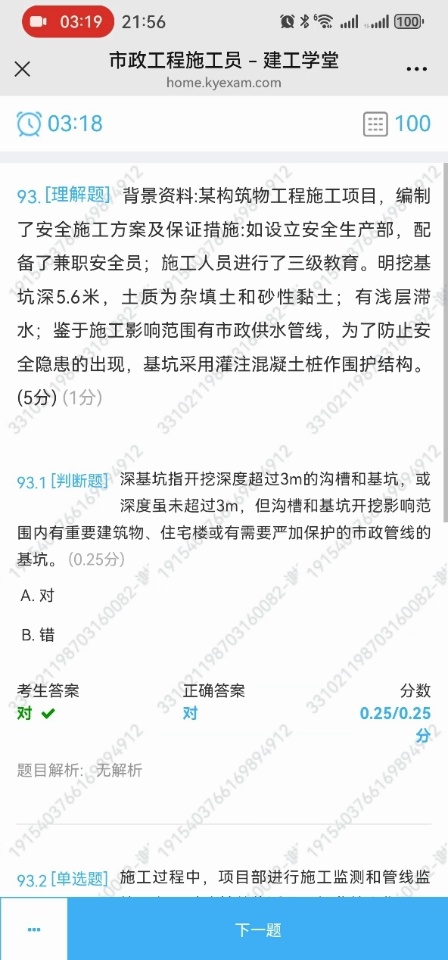 03:19 21:56 6 100
市政工程施工员 - 建工学堂
home.kyexam.com
03:18 100
93. [理解题] 背景资料:某构筑物工程施工项目，编制
了安全施工方案及保证措施:如设立安全生产部，配
备了兼职安全员；施工人员进行了三级教育。明挖基
坑深5.6米，土质为杂填土和砂性黏土；有浅层滞
水；鉴于施工影响范围有市政供水管线，为了防止安
全隐患的出现，基坑采用灌注混凝土桩作围护结构。
(5分) (1分)
93.1 [判断题] 深基坑指开挖深度超过3m的沟槽和基坑，或
深度虽未超过3m，但沟槽和基坑开挖影响范
围内有重要建筑物、住宅楼或有需要严加保护的市政管线的
基坑。 (0.25分)
A. 对
B. 错
考生答案 正确答案 分数
对 对 0.25/0.25
分
题目解析: 无解析
93.2 [单选题] 施工过程中，项目部进行施工监测和管线监
下一题